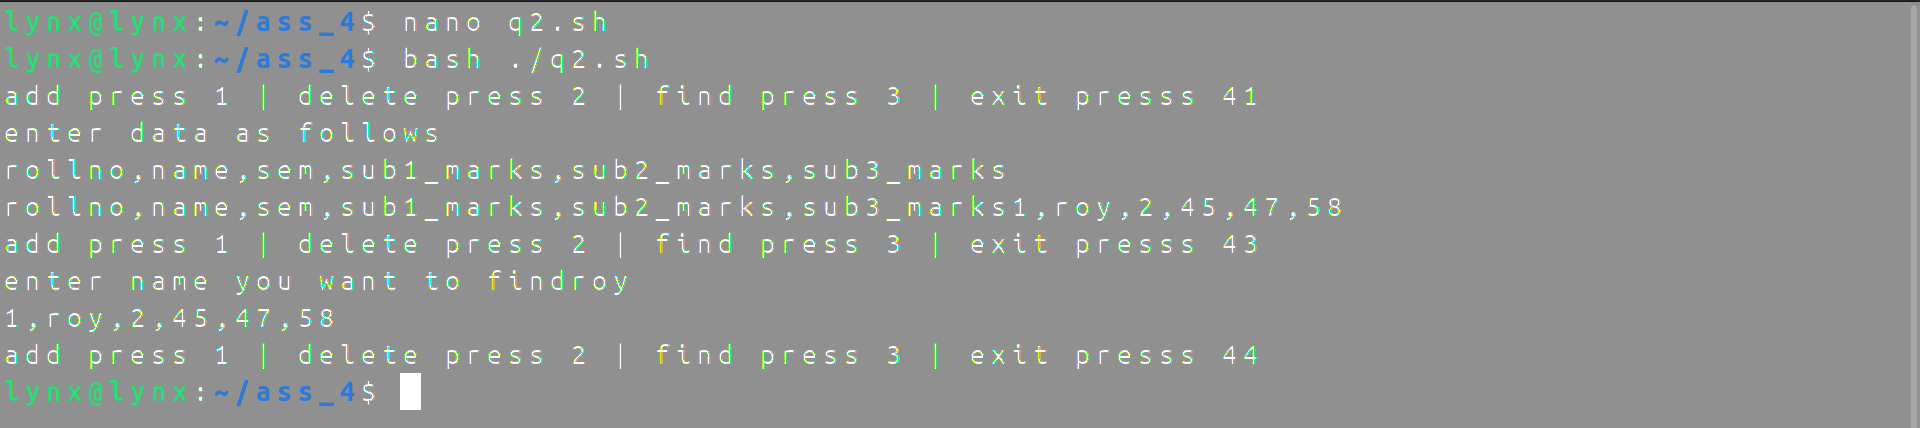 lynx@lynx:~/ass_4$ nano q2.sh
lynx@lynx:~/ass_4$ bash ./q2.sh
add press 1 | delete press 2 | find press 3 | exit presss 41
enter data as follows
rollno,name,sem,sub1_marks,sub2_marks,sub3_marks
rollno,name,sem,sub1_marks,sub2_marks,sub3_marks1,roy,2,45,47,58
add press 1 | delete press 2 | find press 3 | exit presss 43
enter name you want to findroy
1,roy,2,45,47,58
add press 1 | delete press 2 | find press 3 | exit presss 44
lynx@lynx:~/ass_4$